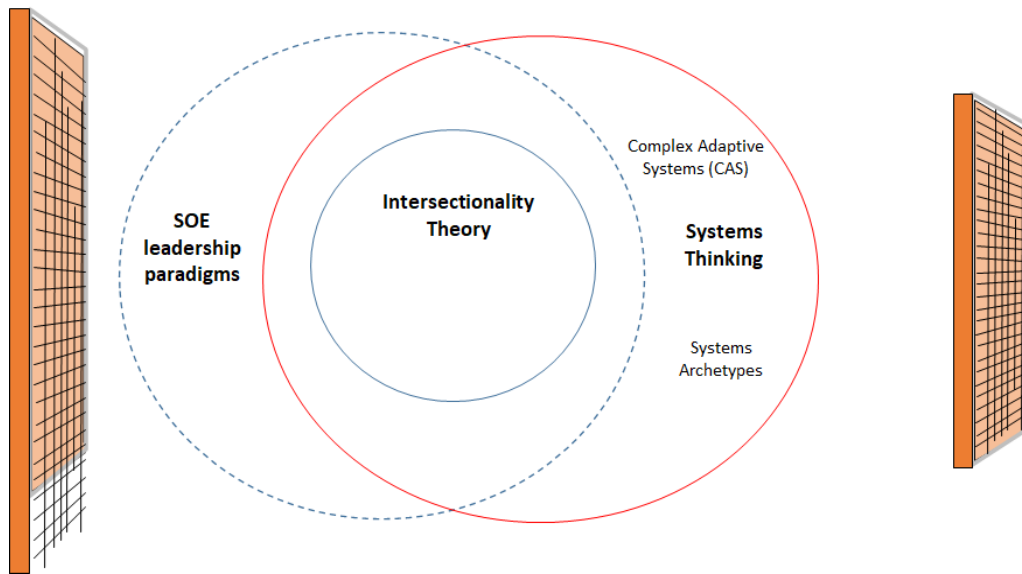 SOE
leadership
paradigms
Intersectionality
Theory
Complex Adaptive
Systems (CAS)
Systems
Thinking
Systems
Archetypes